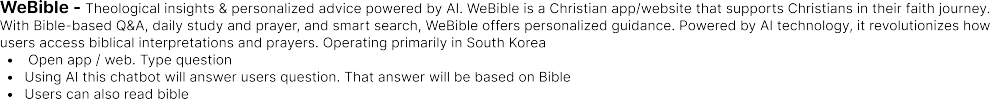 WeBible - Theological insights & personalized advice powered by AI. WeBible is a Christian app/website that supports Christians in their faith journey.
With Bible-based Q&A, daily study and prayer, and smart search, WeBible offers personalized guidance. Powered by AI technology, it revolutionizes how
users access biblical interpretations and prayers. Operating primarily in South Korea
• Open app / web. Type question
• Using AI this chatbot will answer users question. That answer will be based on Bible
• Users can also read bible